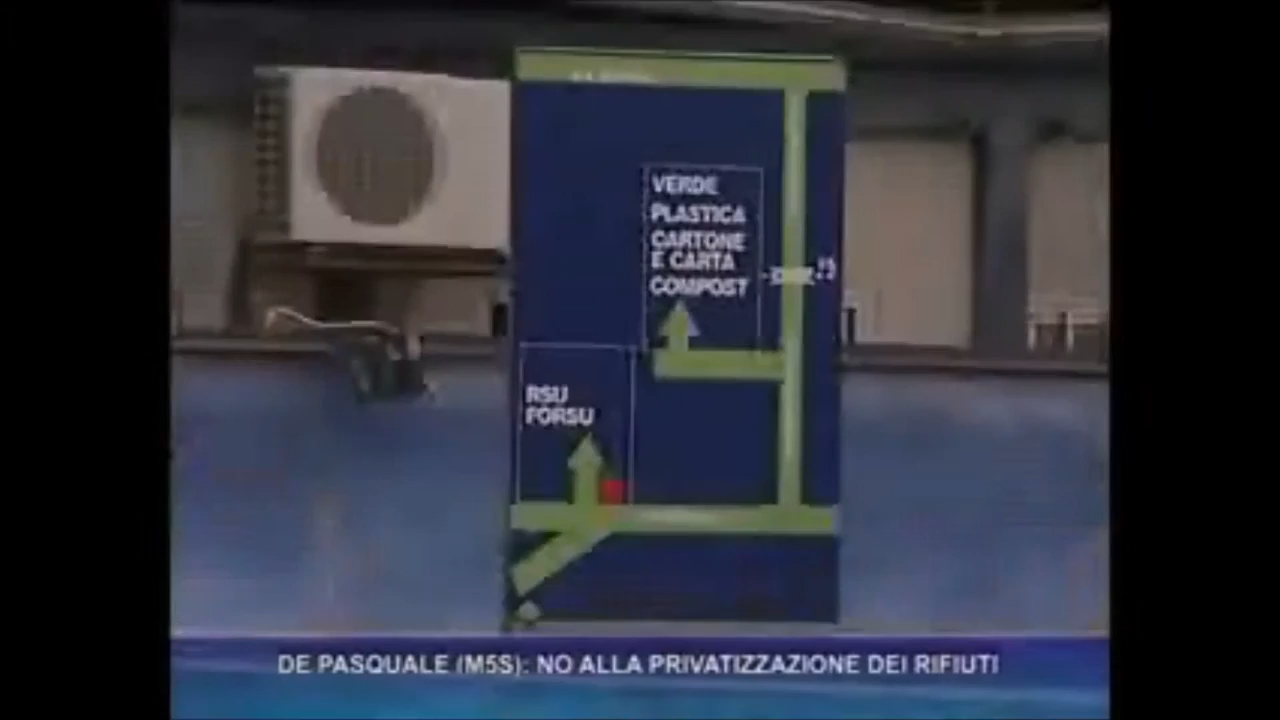 VERDE
PLASTICA
CARTONE
E CARTA
COMPOST
RSU
FORSU
DE PASQUALE (M5S): NO ALLA PRIVATIZZAZIONE DEI RIFIUTI